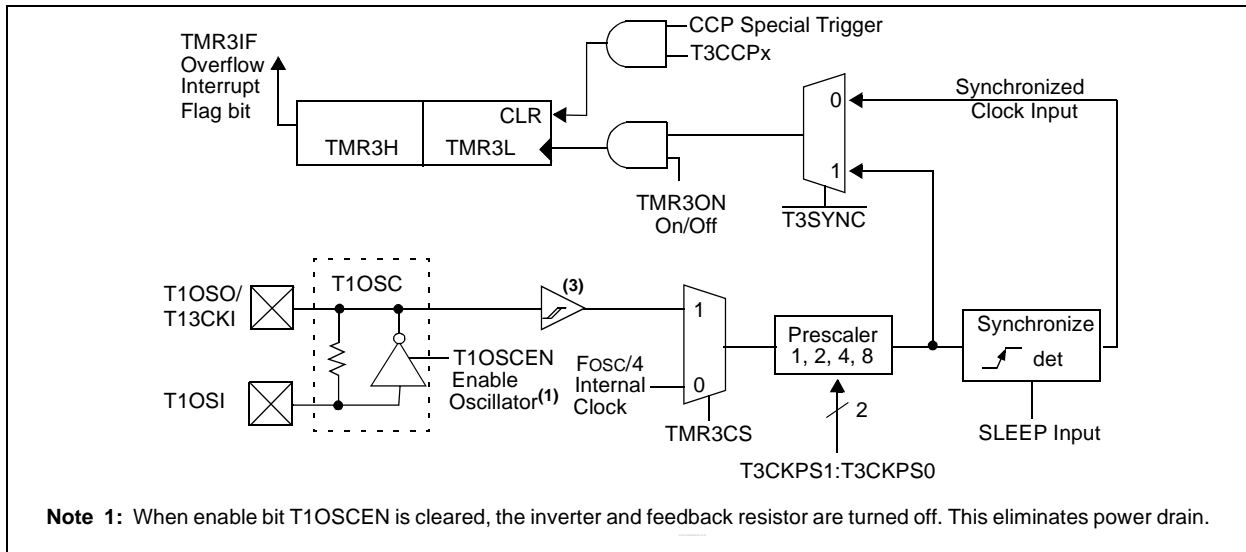 CCP Special Trigger
T3CCPx
TMR3IF
Overflow
Interrupt
Flag bit
CLR
TMR3H
TMR3L
TMR3ON
On/Off
0
1
T3SYNC
Synchronized
Clock Input
T1OSO/
T13CKI
T1OSI
T1OSC
T1OSCEN
Enable
Oscillator(1)
(3)
FOSC/4
Internal
Clock
1
0
TMR3CS
Prescaler
1, 2, 4, 8
2
T3CKPS1:T3CKPS0
Synchronize
det
SLEEP Input
Note 1: When enable bit T1OSCEN is cleared, the inverter and feedback resistor are turned off. This eliminates power drain.